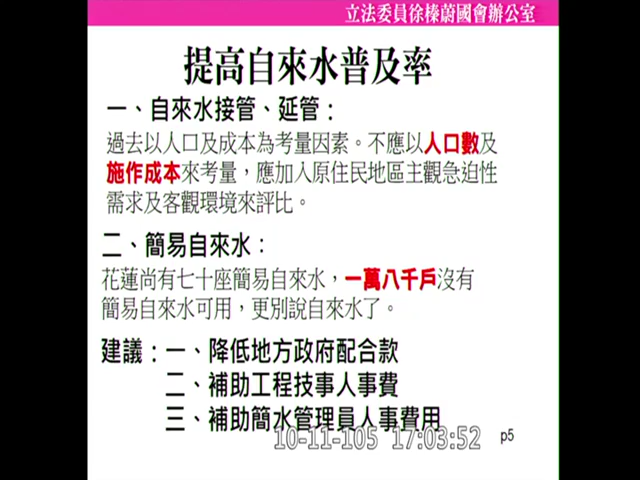 立法委員徐榛蔚國會辦公室
提高自來水普及率
一、自來水接管、延管：
過去以人口及成本為考量因素。不應以人口數及
施作成本來考量，應加入原住民地區主觀急迫性
需求及客觀環境來評比。
二、簡易自來水：
花蓮尚有七十座簡易自來水，一萬八千戶沒有
簡易自來水可用，更別說自來水了。
建議：一、降低地方政府配合款
二、補助工程技事人事費
三、補助簡水管理員人事費用
10-11-105 17:03:52
p5